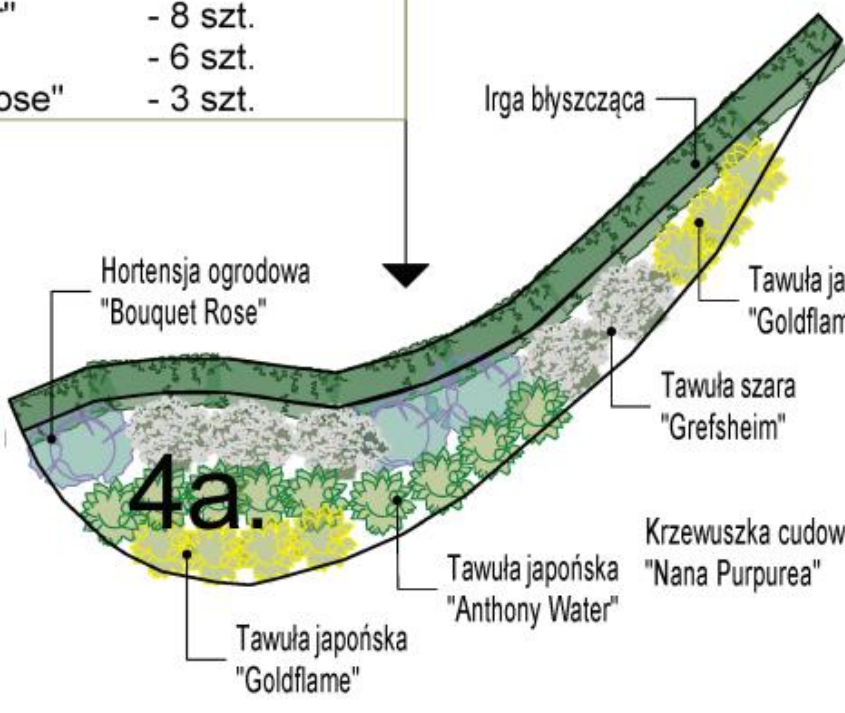 - 8 szt.
- 6 szt.
ose" - 3 szt.
Irga błyszcząca
Hortensja ogrodowa
"Bouquet Rose"
Tawuła ja
"Goldflam
Tawuła szara
"Grefsheim"
4a.
Krzewuszka cudow
"Nana Purpurea"
Tawuła japońska
"Anthony Water"
Tawuła japońska
"Goldflame"